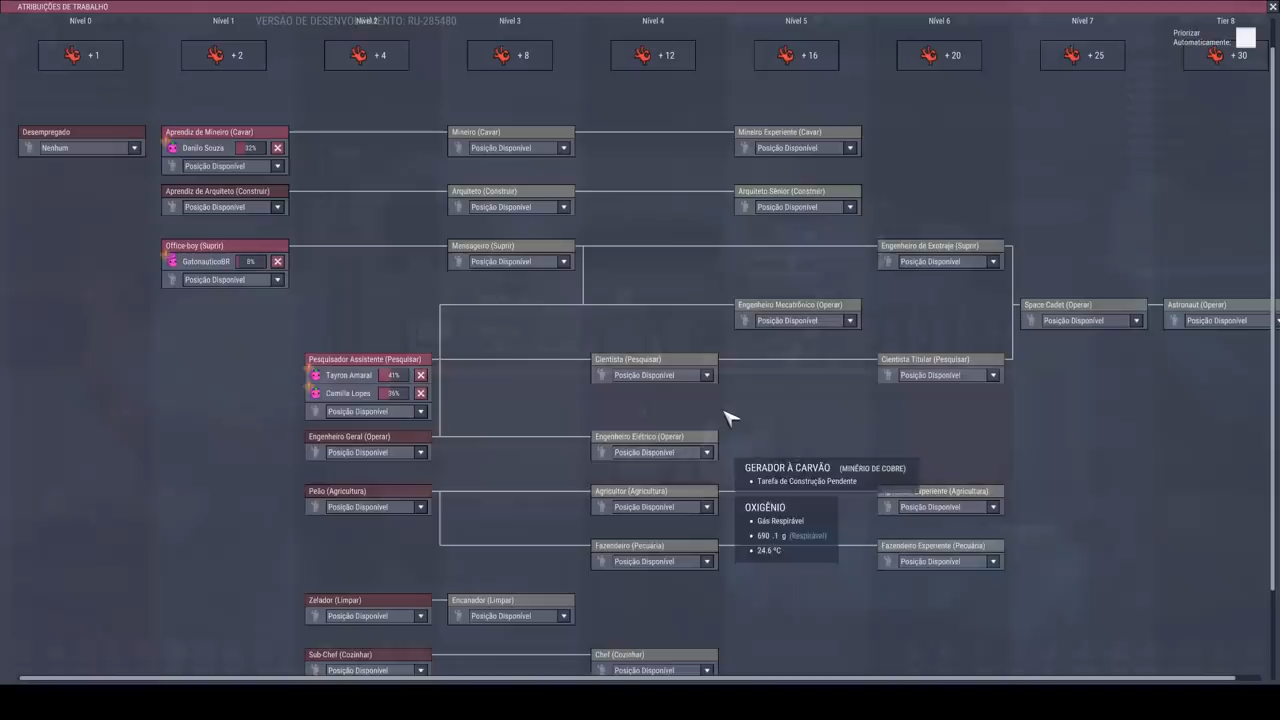 ATRIBUIÇÕES DE TRABALHO
Nível 0
Nível 1
Nível 2
Nível 3
Nível 4
Nível 5
Nível 6
Nível 7
Tier 8
VERSÃO DE DESENVOLVIMENTO: RU-285480
Priorizar
Automaticamente:
+ 1
+ 2
+ 4
+ 8
+ 12
+ 16
+ 20
+ 25
+ 30
Desempregado
Nenhum
Aprendiz de Mineiro (Cavar)
Danilo Souza 32%
Posição Disponível
Mineiro (Cavar)
Posição Disponível
Mineiro Experiente (Cavar)
Posição Disponível
Aprendiz de Arquiteto (Construir)
Posição Disponível
Arquiteto (Construir)
Posição Disponível
Arquiteto Sênior (Construir)
Posição Disponível
Office-boy (Suprir)
GatonauticoBR 8%
Posição Disponível
Mensageiro (Suprir)
Posição Disponível
Engenheiro de Exotraje (Suprir)
Posição Disponível
Engenheiro Mecatrônico (Operar)
Posição Disponível
Space Cadet (Operar)
Posição Disponível
Astronaut (Operar)
Posição Disponível
Pesquisador Assistente (Pesquisar)
Tayron Amaral 41%
Camilla Lopes 36%
Posição Disponível
Cientista (Pesquisar)
Posição Disponível
Cientista Titular (Pesquisar)
Posição Disponível
Engenheiro Geral (Operar)
Posição Disponível
Engenheiro Elétrico (Operar)
Posição Disponível
GERADOR À CARVÃO (MINÉRIO DE COBRE)
• Tarefa de Construção Pendente
Peão (Agricultura)
Posição Disponível
Agricultor (Agricultura)
Posição Disponível
Experiente (Agricultura)
Posição Disponível
OXIGÊNIO
• Gás Respirável
• 690 .1 g (Respirável)
• 24.6 ºC
Fazendeiro (Pecuária)
Posição Disponível
Fazendeiro Experiente (Pecuária)
Posição Disponível
Zelador (Limpar)
Posição Disponível
Encanador (Limpar)
Posição Disponível
Sub-Chef (Cozinhar)
Posição Disponível
Chef (Cozinhar)
Posição Disponível